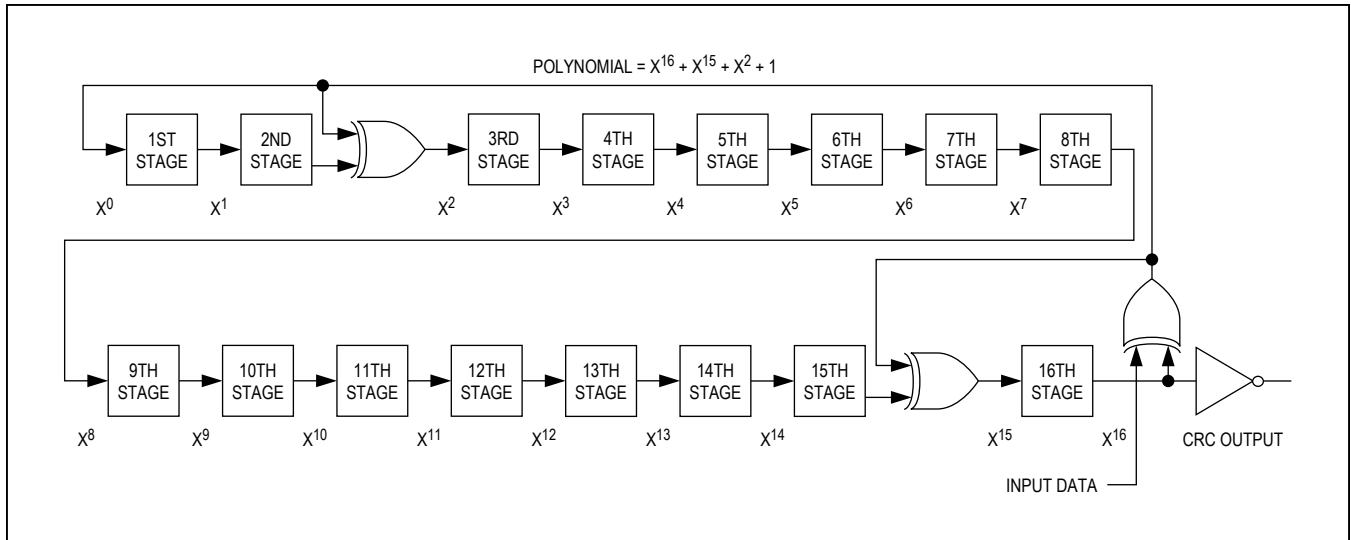 POLYNOMIAL = X¹⁶ + X¹⁵ + X² + 1
1ST STAGE
2ND STAGE
3RD STAGE
4TH STAGE
5TH STAGE
6TH STAGE
7TH STAGE
8TH STAGE
X⁰
X¹
X²
X³
X⁴
X⁵
X⁶
X⁷
9TH STAGE
10TH STAGE
11TH STAGE
12TH STAGE
13TH STAGE
14TH STAGE
15TH STAGE
16TH STAGE
X⁸
X⁹
X¹⁰
X¹¹
X¹²
X¹³
X¹⁴
X¹⁵
X¹⁶
CRC OUTPUT
INPUT DATA